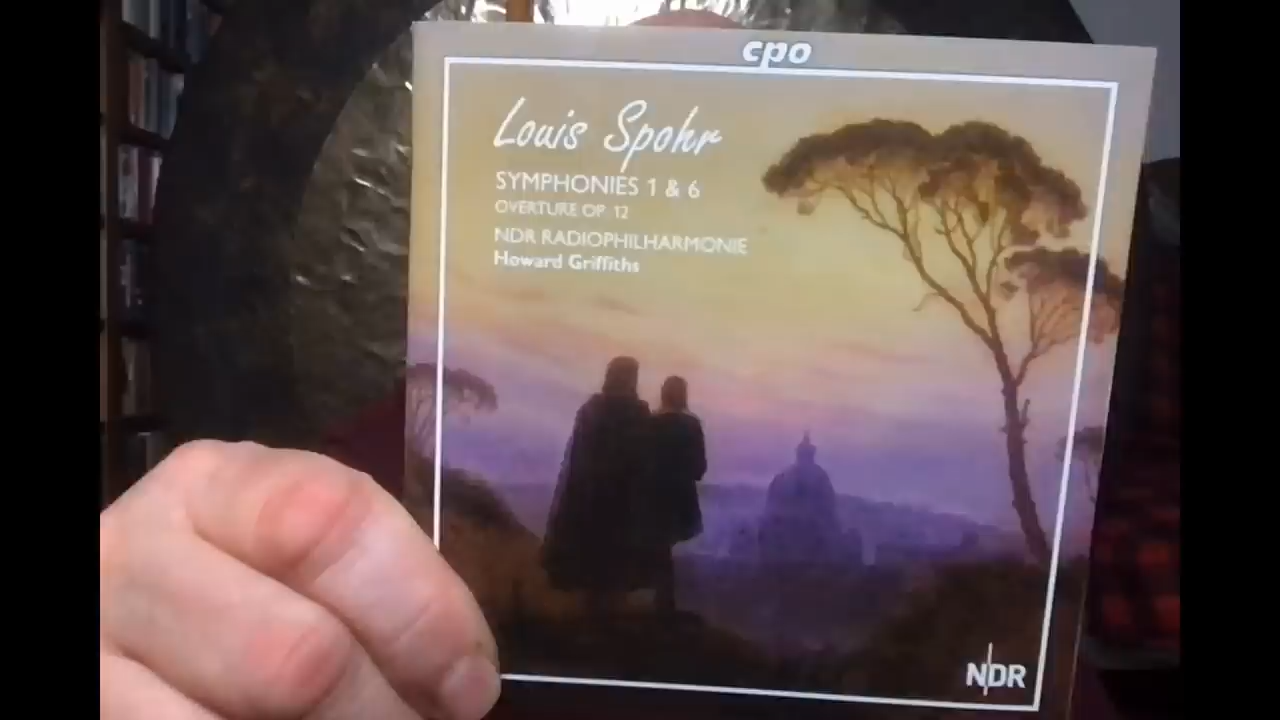 cpo
Louis Spohr
SYMPHONIES 1 & 6
OVERTURE OP. 12
NDR RADIOPHILHARMONIE
Howard Griffiths
NDR